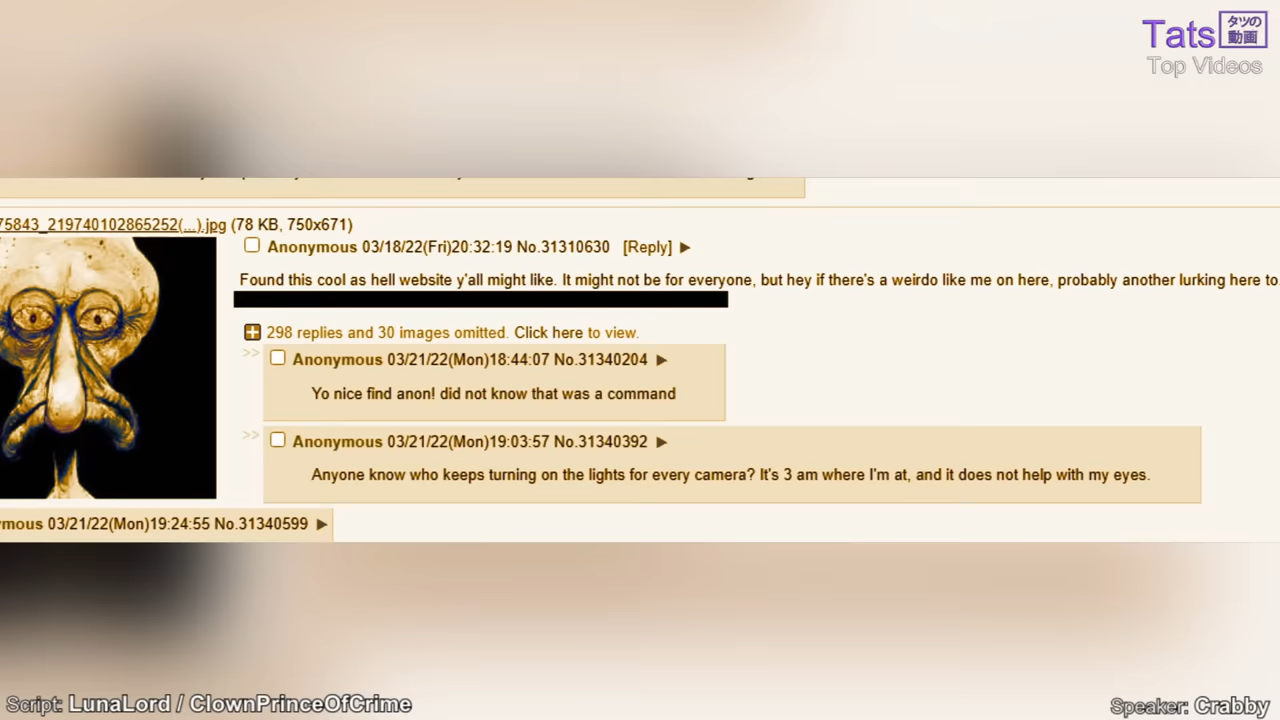 Tats タツの動画
Top Videos
75843_219740102865252(...).jpg (78 KB, 750x671)
Anonymous 03/18/22(Fri)20:32:19 No.31310630 [Reply] ▶
Found this cool as hell website y'all might like. It might not be for everyone, but hey if there's a weirdo like me on here, probably another lurking here to
298 replies and 30 images omitted. Click here to view.
>> Anonymous 03/21/22(Mon)18:44:07 No.31340204 ▶
Yo nice find anon! did not know that was a command
>> Anonymous 03/21/22(Mon)19:03:57 No.31340392 ▶
Anyone know who keeps turning on the lights for every camera? It's 3 am where I'm at, and it does not help with my eyes.
mous 03/21/22(Mon)19:24:55 No.31340599 ▶
Script: LunaLord / ClownPrinceOfCrime
Speaker: Crabby